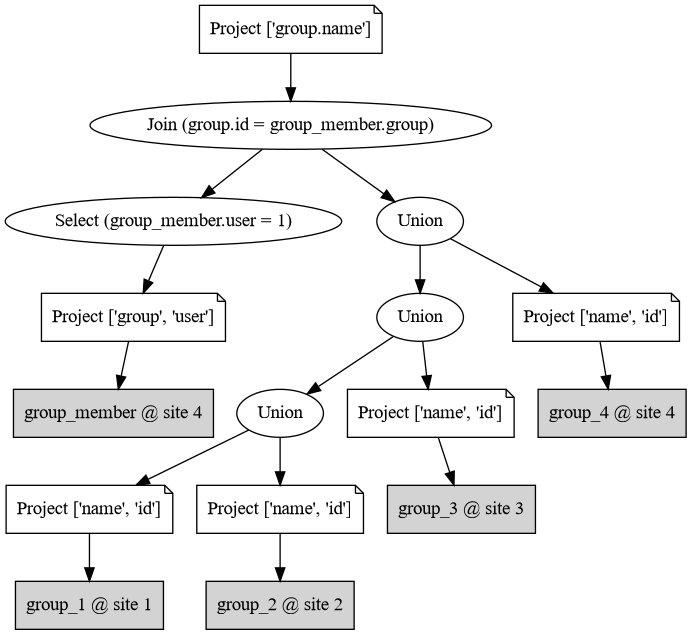 Project ['group.name']
Join (group.id = group_member.group)
Select (group_member.user = 1)
Union
Project ['group', 'user']
Union
Project ['name', 'id']
group_member @ site 4
Union
Project ['name', 'id']
group_4 @ site 4
Project ['name', 'id']
Project ['name', 'id']
group_3 @ site 3
group_1 @ site 1
group_2 @ site 2